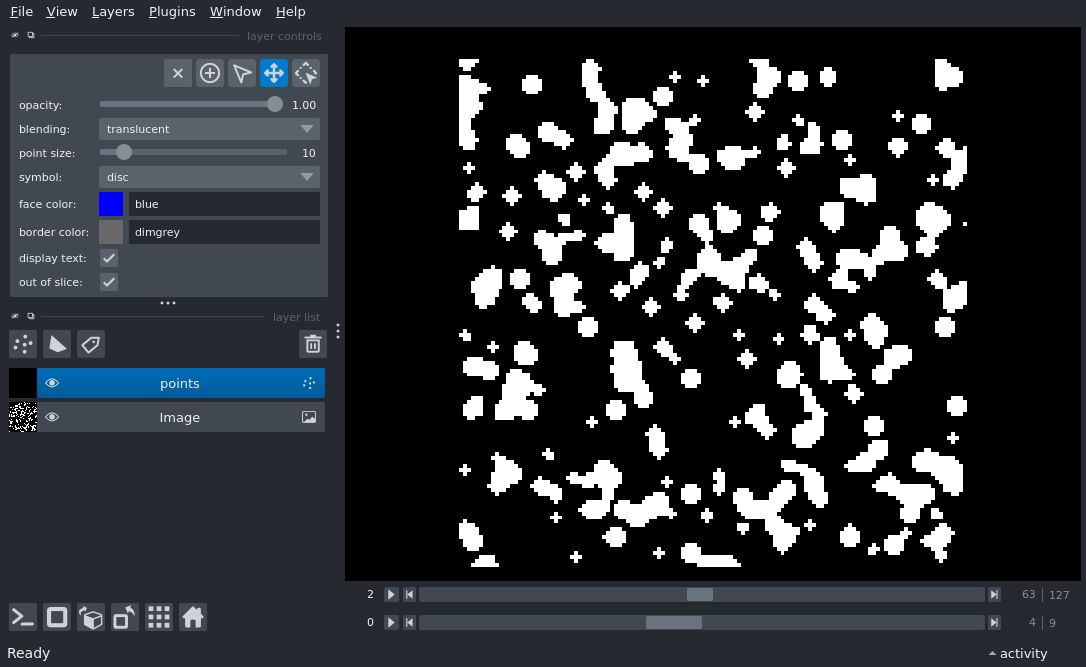 File View Layers Plugins Window Help
layer controls
opacity: 1.00
blending: translucent
point size: 10
symbol: disc
face color: blue
border color: dimgrey
display text:
out of slice:
layer list
points
Image
2 63 | 127
0 4 | 9
Ready activity